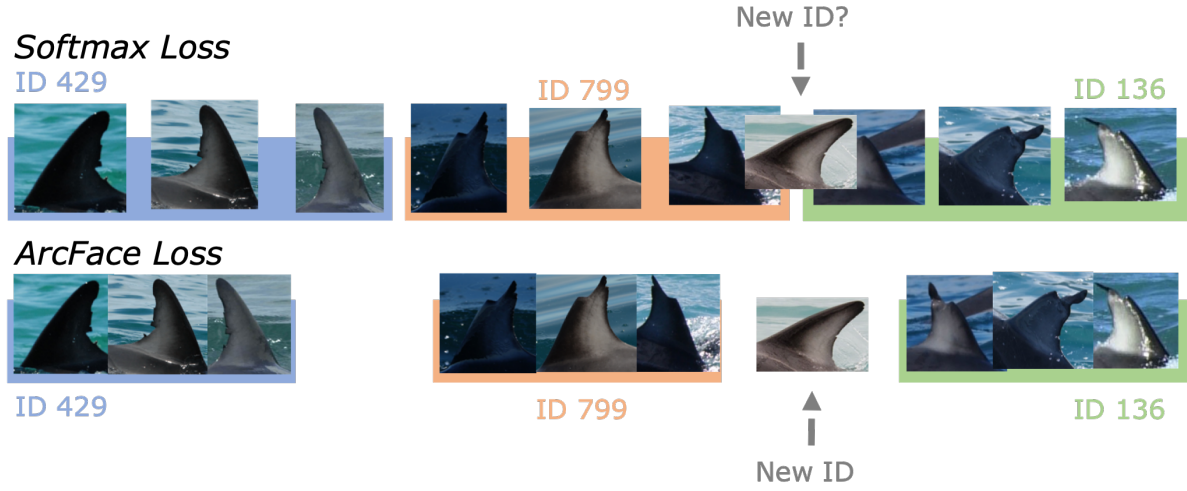 New ID?
Softmax Loss
ID 429
ID 799
ID 136
ArcFace Loss
ID 429
ID 799
ID 136
New ID